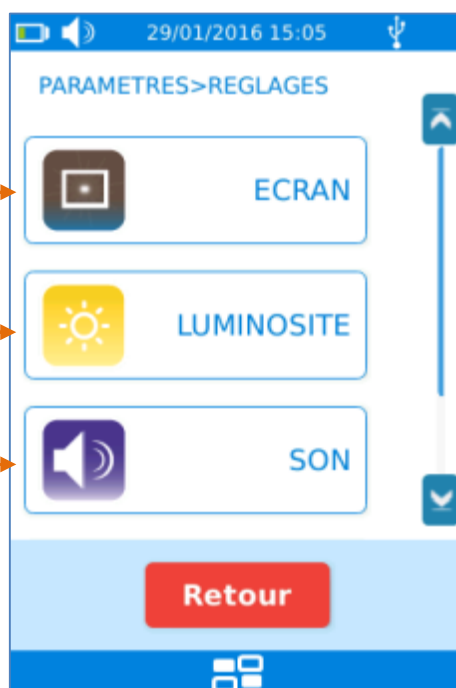 29/01/2016 15:05
PARAMETRES>REGLAGES
ECRAN
LUMINOSITE
SON
Retour